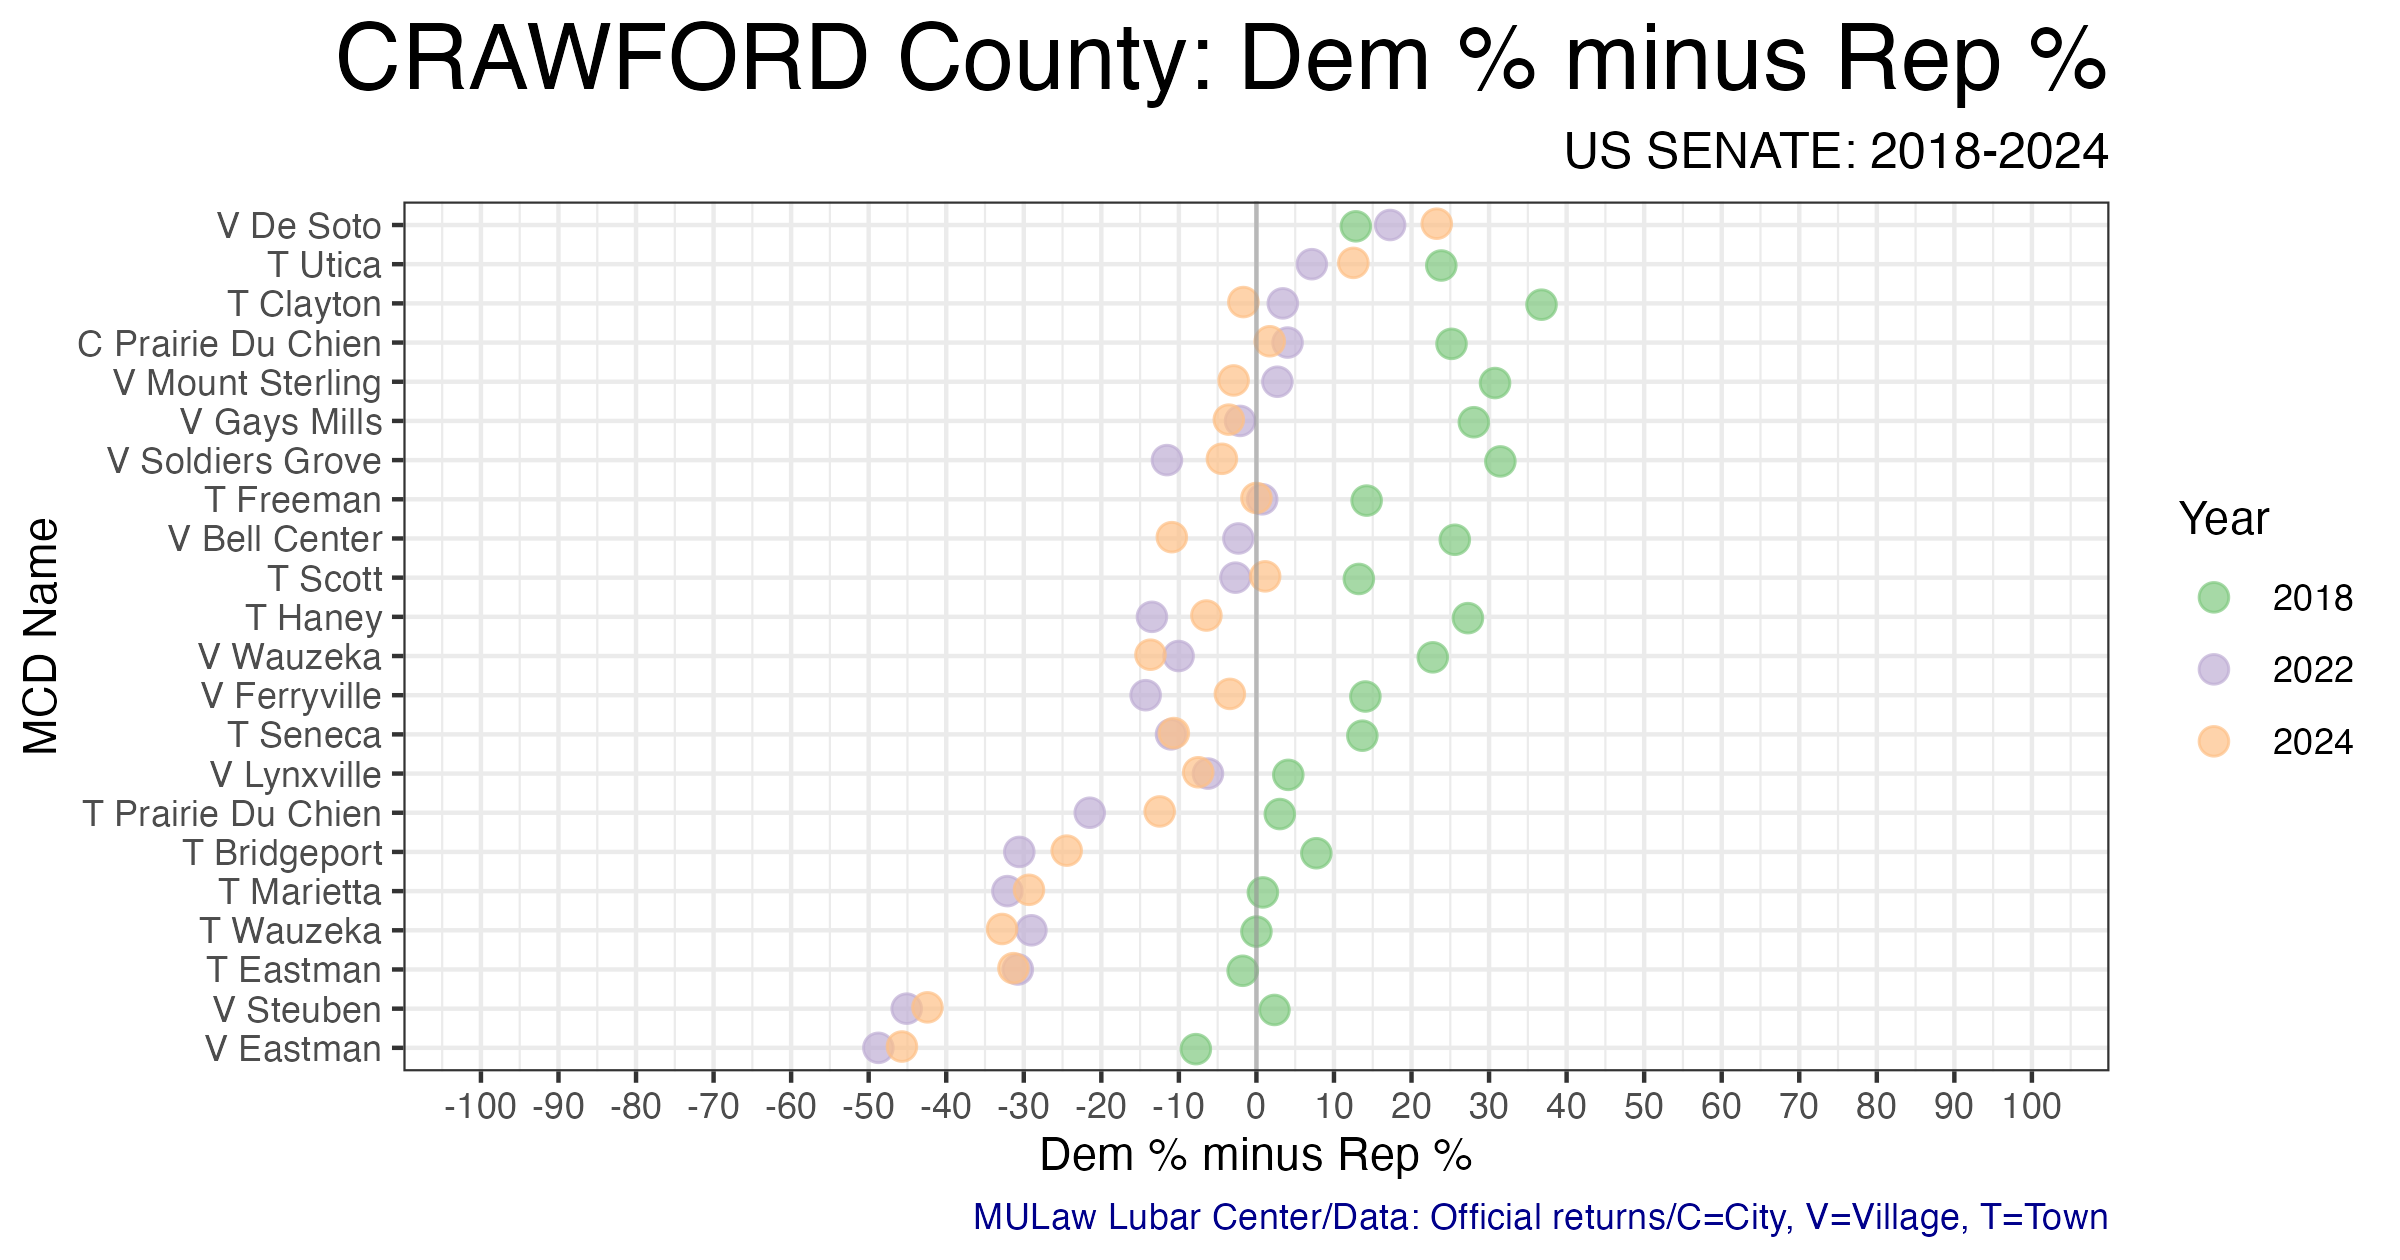 CRAWFORD County: Dem % minus Rep %
US SENATE: 2018-2024
MCD Name
V De Soto
T Utica
T Clayton
C Prairie Du Chien
V Mount Sterling
V Gays Mills
V Soldiers Grove
T Freeman
V Bell Center
T Scott
T Haney
V Wauzeka
V Ferryville
T Seneca
V Lynxville
T Prairie Du Chien
T Bridgeport
T Marietta
T Wauzeka
T Eastman
V Steuben
V Eastman
-100 -90 -80 -70 -60 -50 -40 -30 -20 -10 0 10 20 30 40 50 60 70 80 90 100
Dem % minus Rep %
Year
2018
2022
2024
MULaw Lubar Center/Data: Official returns/C=City, V=Village, T=Town